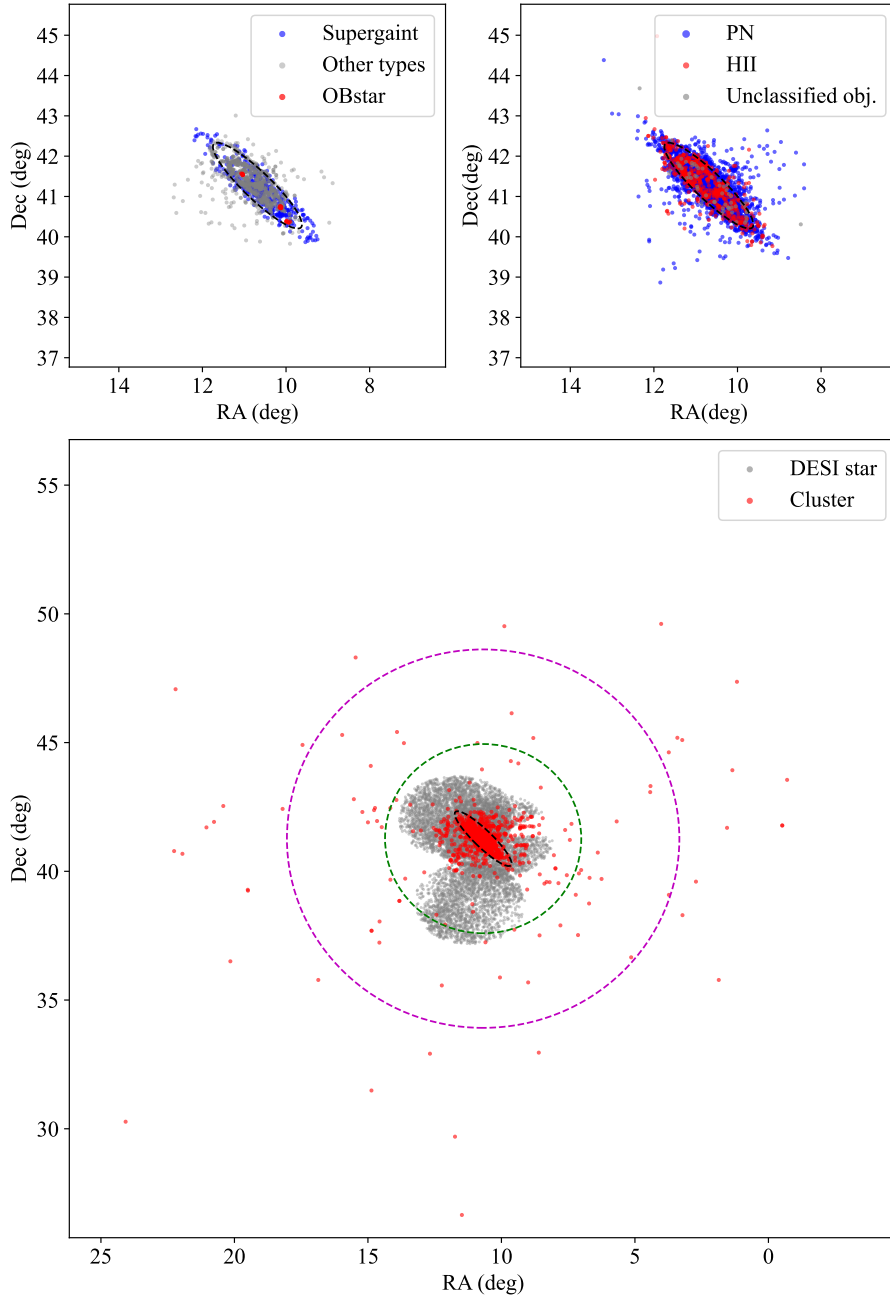 Supergaint
Other types
OBstar
45
44
43
42
41
40
39
38
37
Dec (deg)
14 12 10 8
RA (deg)
PN
HII
Unclassified obj.
45
44
43
42
41
40
39
38
37
Dec(deg)
14 12 10 8
RA(deg)
DESI star
Cluster
55
50
45
40
35
30
Dec (deg)
25 20 15 10 5 0
RA (deg)